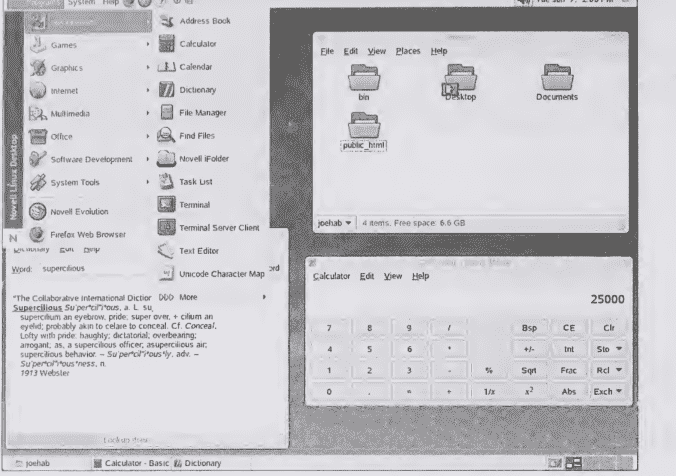 Programs System Help
Address Book
Games
Calculator
Graphics
Calendar
Internet
Dictionary
Multimedia
File Manager
Office
Find Files
Software Development
Novell iFolder
System Tools
Task List
Novell Evolution
Terminal
Firefox Web Browser
Terminal Server Client
Text Editor
Unicode Character Map
DDD More
Novell Linux Desktop
N
File Edit View Places Help
bin
Desktop
Documents
public_html
joehab
4 items, Free space: 6.6 GB
Dictionary Edit Help
Word: supercilious
"The Collaborative International Diction
Supercilious Su`per*cil"i*ous, a. L. su
supercilium an eyebrow, pride; super over, + cilium an
eyelid; probably akin to celare to conceal. Cf. Conceal.
Lofty with pride; haughty; dictatorial; overbearing;
arrogant; as, a supercilious officer; asupercilious air;
supercilious behavior. -- Su`per*cil"i*ous*ly, adv. --
Su`per*cil"i*ous*ness, n.
1913 Webster
Calculator Edit View Help
25000
7 8 9 / Bsp CE Clr
4 5 6 * +/- Int Sto
1 2 3 - % Sqrt Frac Rcl
0 . = + 1/x x² Abs Exch
joehab
Calculator - Basic
Dictionary